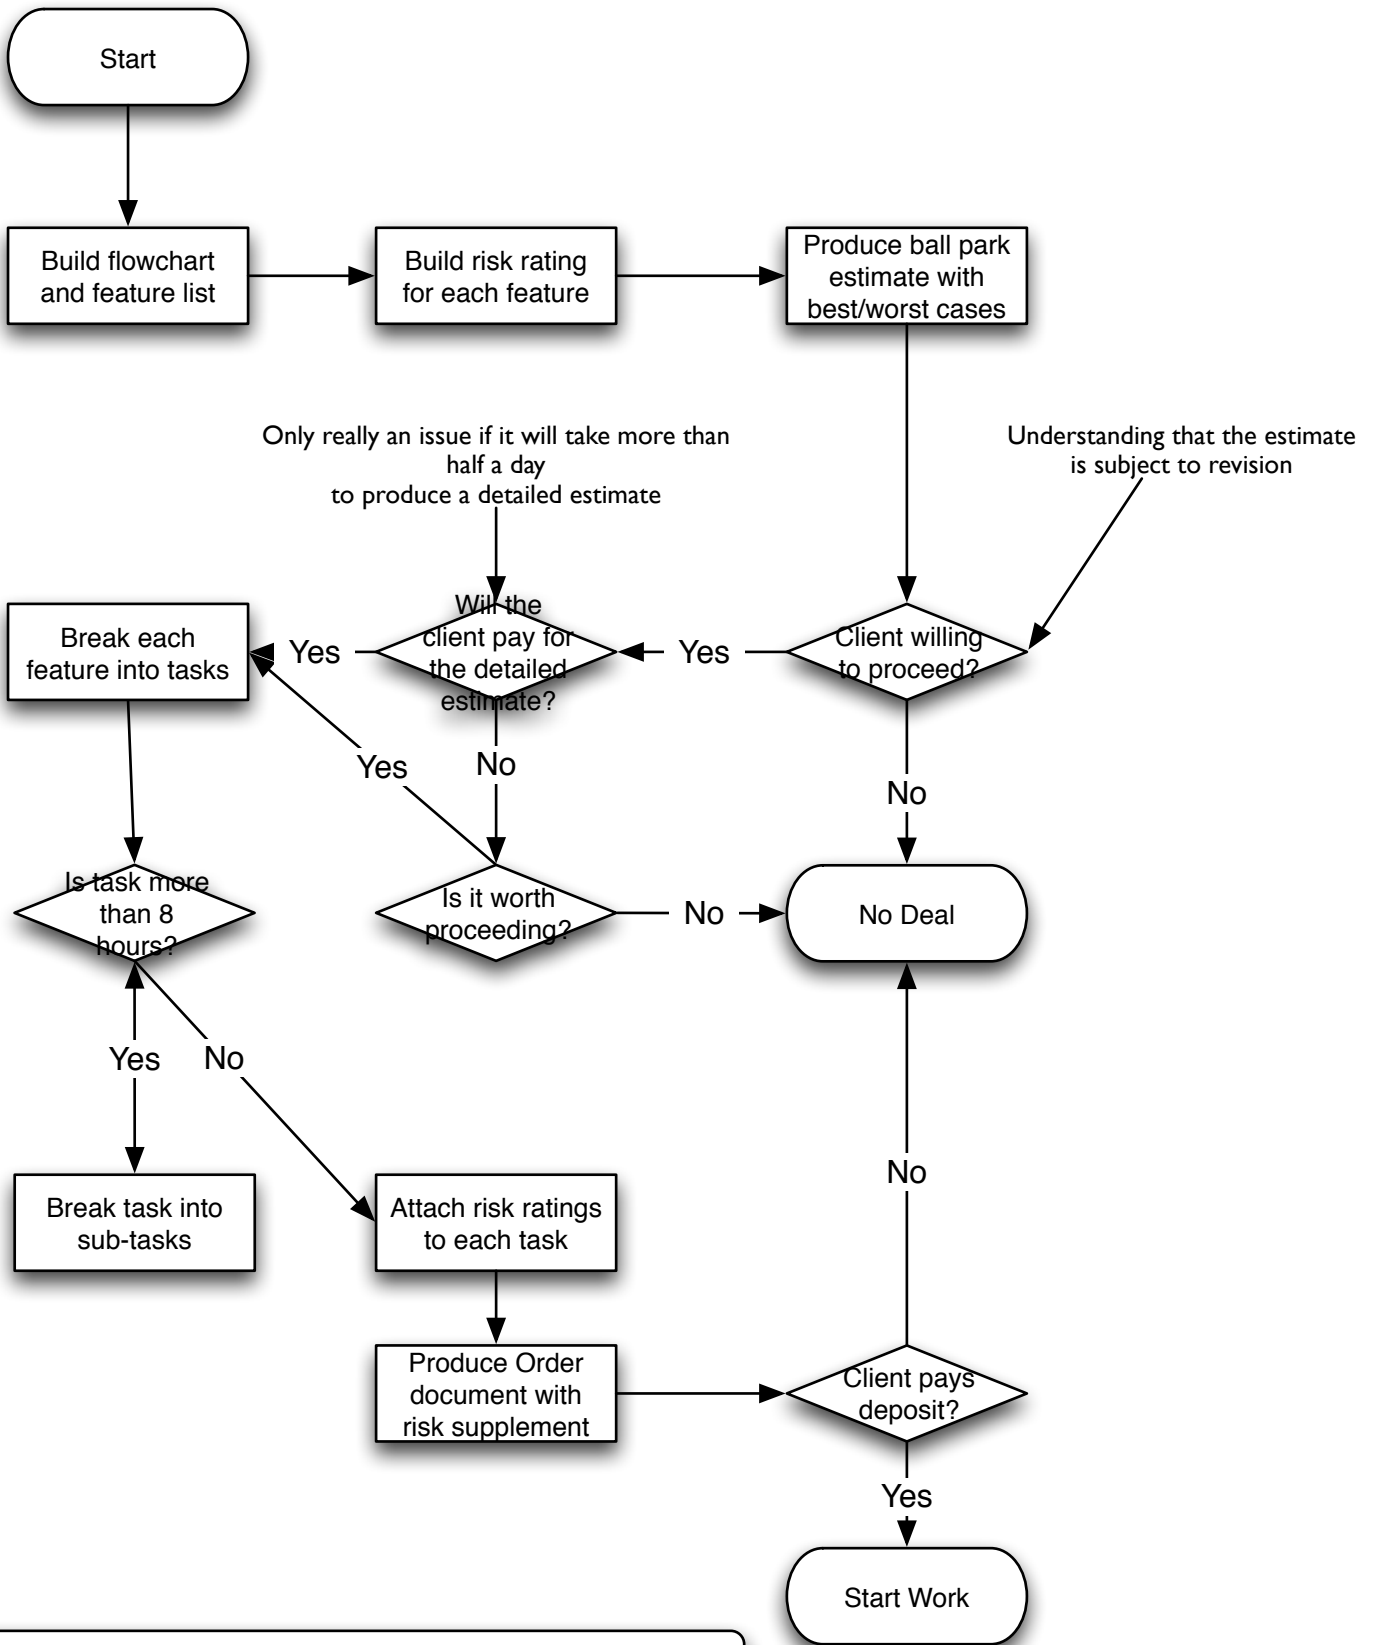 Start
Build flowchart
and feature list
Build risk rating
for each feature
Produce ball park
estimate with
best/worst cases
Only really an issue if it will take more than
half a day
to produce a detailed estimate
Understanding that the estimate
is subject to revision
Break each
feature into tasks
Yes
Will the
client pay for
the detailed
estimate?
Yes
Client willing
to proceed?
Yes
No
No
Is task more
than 8
hours?
Is it worth
proceeding?
No
No Deal
Yes
No
Break task into
sub-tasks
Attach risk ratings
to each task
No
Produce Order
document with
risk supplement
Client pays
deposit?
Yes
Start Work